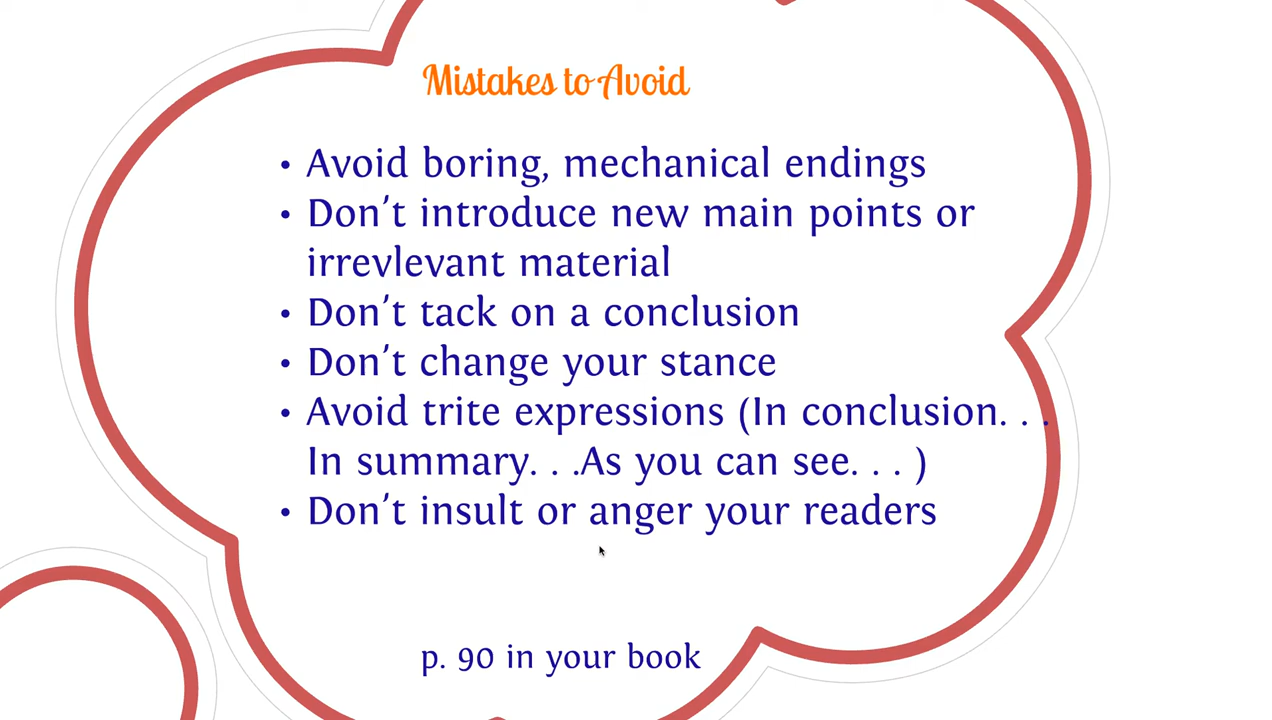 Mistakes to Avoid
• Avoid boring, mechanical endings
• Don't introduce new main points or
irrevlevant material
• Don't tack on a conclusion
• Don't change your stance
• Avoid trite expressions (In conclusion. . .
In summary. . .As you can see. . . )
• Don't insult or anger your readers
p. 90 in your book